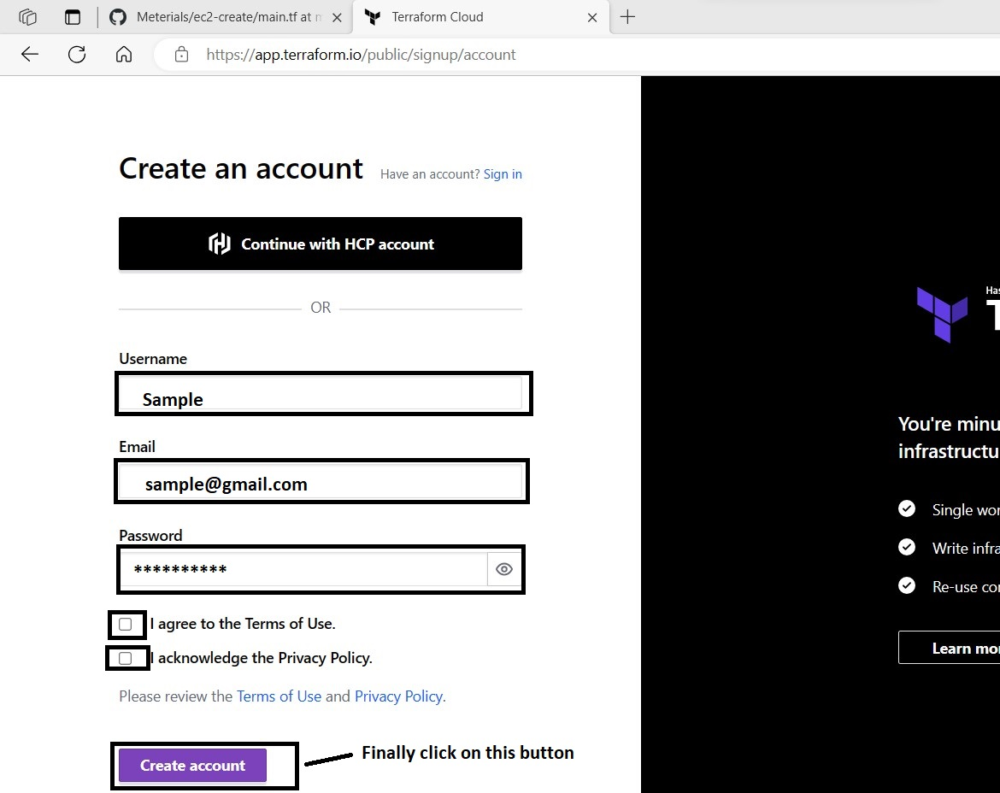 Meterials/ec2-create/main.tf at m
Terraform Cloud
https://app.terraform.io/public/signup/account
Create an account
Have an account? Sign in
Continue with HCP account
OR
Username
Sample
Email
sample@gmail.com
Password
**********
I agree to the Terms of Use.
I acknowledge the Privacy Policy.
Please review the Terms of Use and Privacy Policy.
Create account
Finally click on this button
Has
T
You're minu
infrastructu
Single wor
Write infra
Re-use co
Learn mo